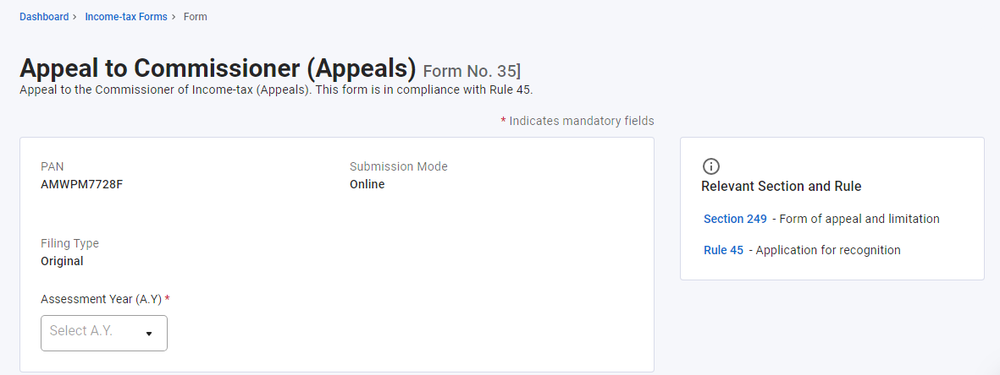 Dashboard › Income-tax Forms › Form
Appeal to Commissioner (Appeals) Form No. 35]
Appeal to the Commissioner of Income-tax (Appeals). This form is in compliance with Rule 45.
* Indicates mandatory fields
PAN
AMWPM7728F
Submission Mode
Online
Filing Type
Original
Assessment Year (A.Y) *
Select A.Y.
Relevant Section and Rule
Section 249 - Form of appeal and limitation
Rule 45 - Application for recognition